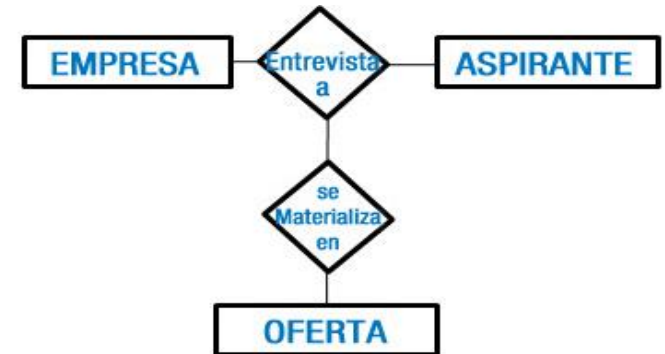 EMPRESA
Entrevista
a
ASPIRANTE
se
Materializa
en
OFERTA